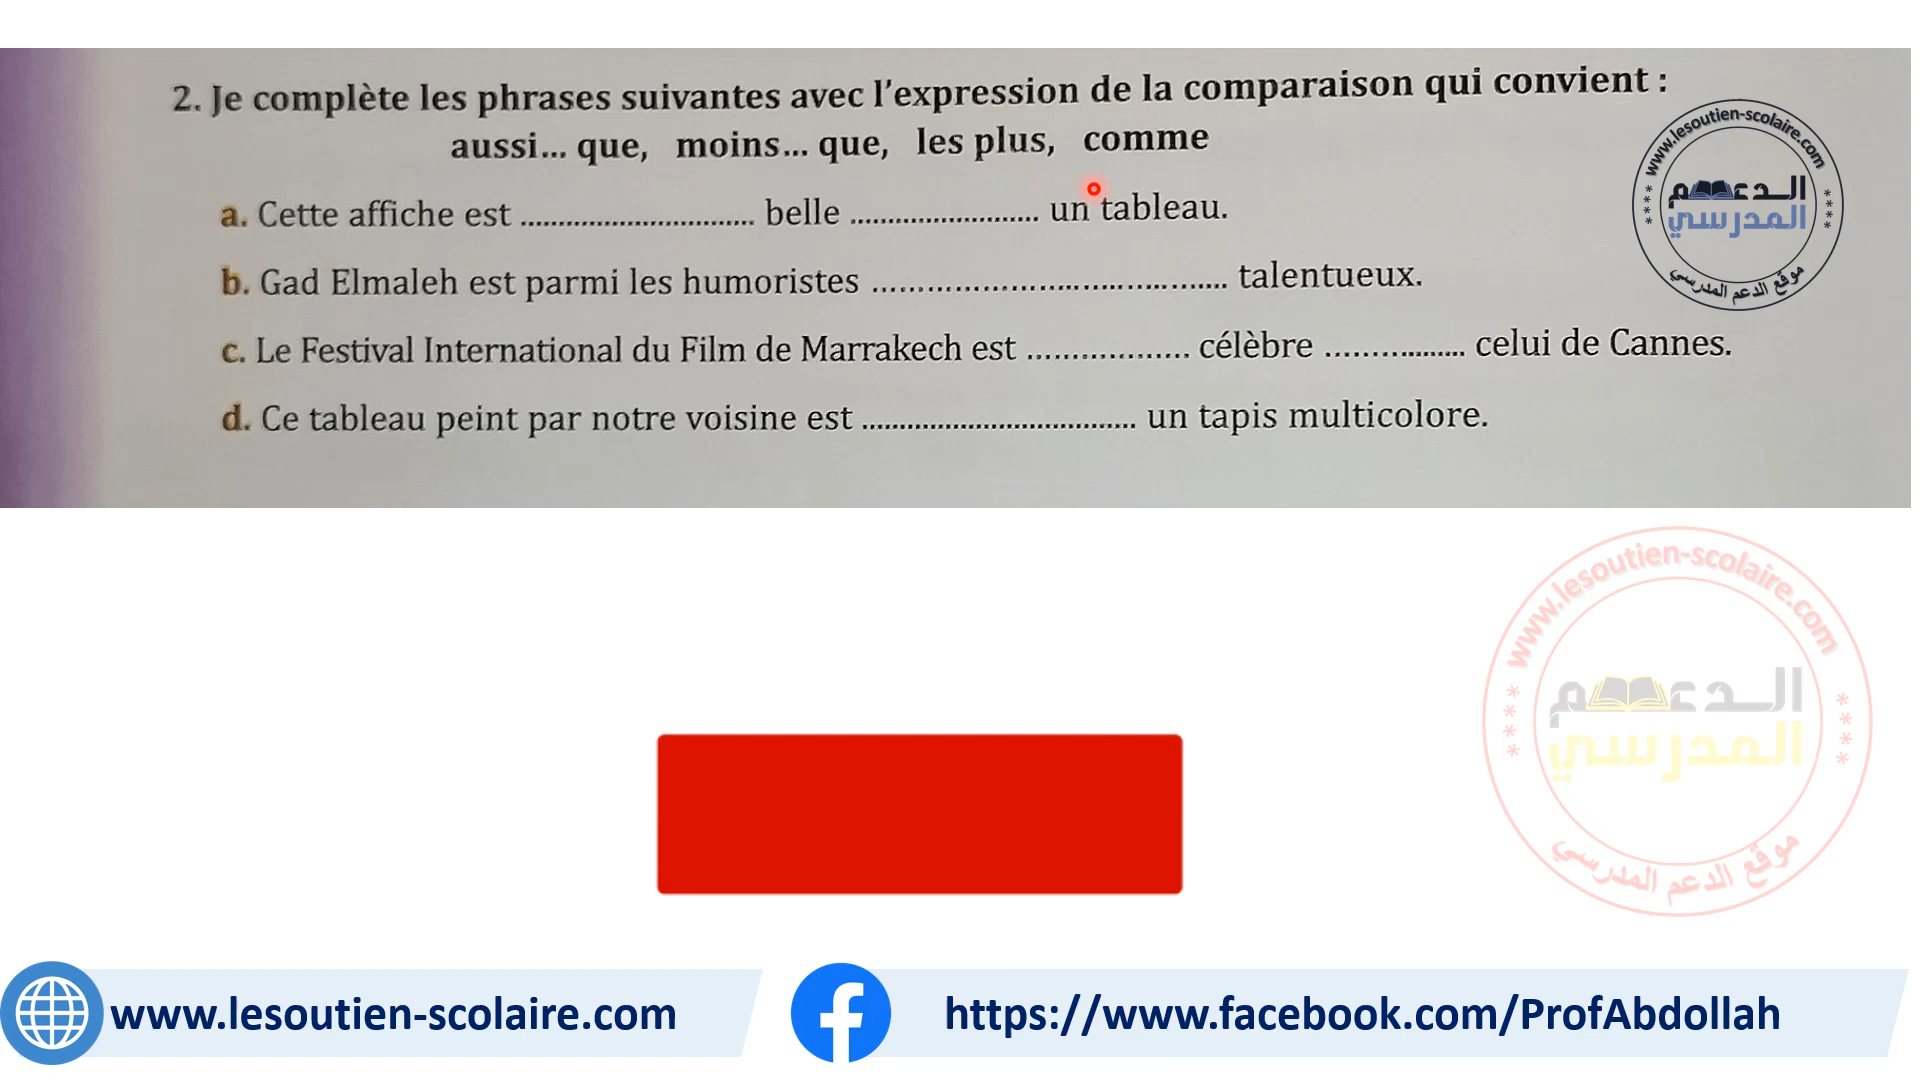 2. Je complète les phrases suivantes avec l'expression de la comparaison qui convient :
aussi... que, moins... que, les plus, comme
a. Cette affiche est ............................... belle ......................... un tableau.
b. Gad Elmaleh est parmi les humoristes .......................................... talentueux.
c. Le Festival International du Film de Marrakech est .................. célèbre ................. celui de Cannes.
d. Ce tableau peint par notre voisine est .................................... un tapis multicolore.
www.lesoutien-scolaire.com
الدعم
المدرسي
موقع الدعم المدرسي
www.lesoutien-scolaire.com
الدعم
المدرسي
موقع الدعم المدرسي
www.lesoutien-scolaire.com
https://www.facebook.com/ProfAbdollah